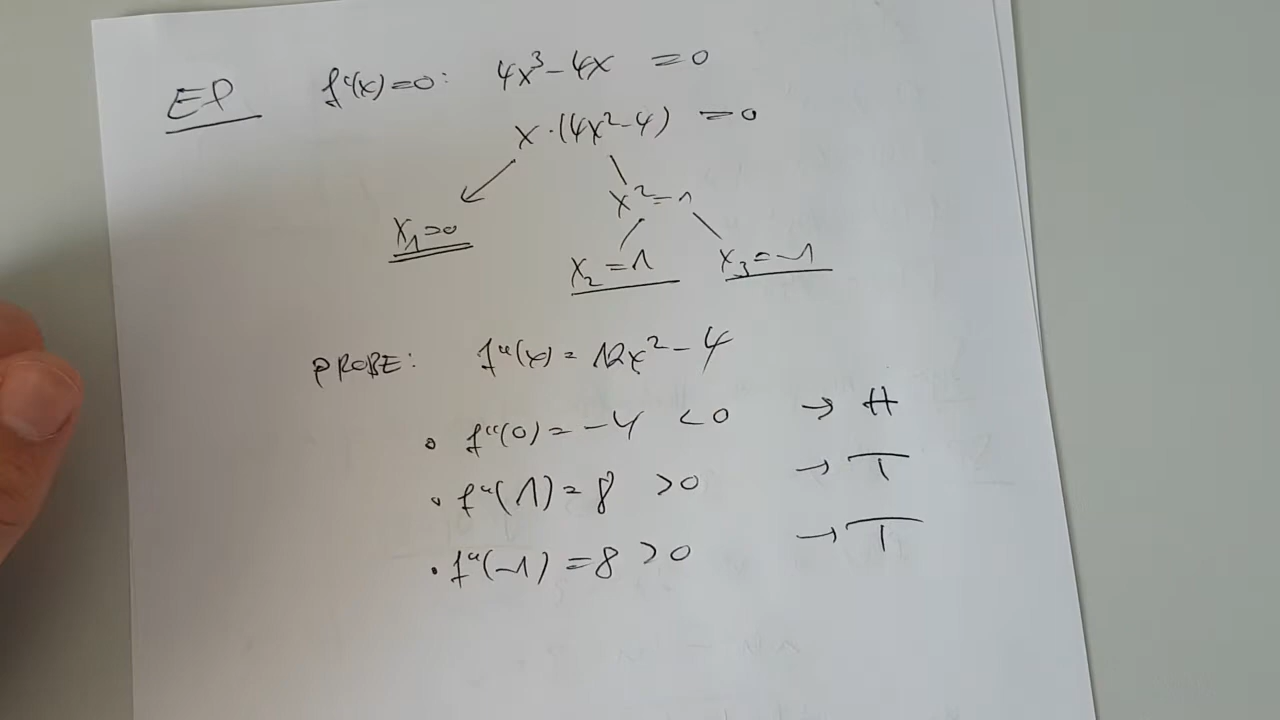 EP f'(x)=0: 4x³-4x =0
x·(4x²-4) =0
x²=1
x₁=0
x₂=1 x₃=-1
PROBE: f"(x)=12x²-4
• f"(0)=-4 <0 → H
• f"(1)=8 >0 → T
• f"(-1)=8 >0 → T